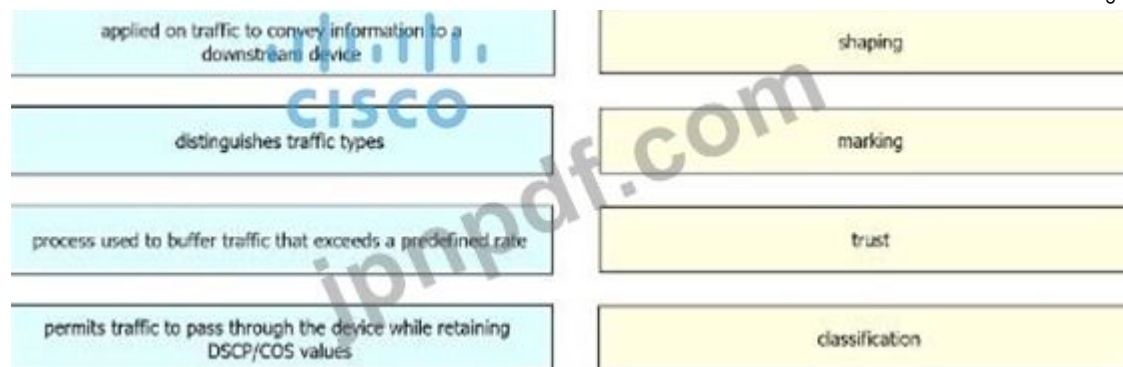 applied on traffic to convey information to a
downstream device
shaping
CISCO
distinguishes traffic types
marking
process used to buffer traffic that exceeds a predefined rate
trust
permits traffic to pass through the device while retaining
DSCP/COS values
classification
jpnpdf.com